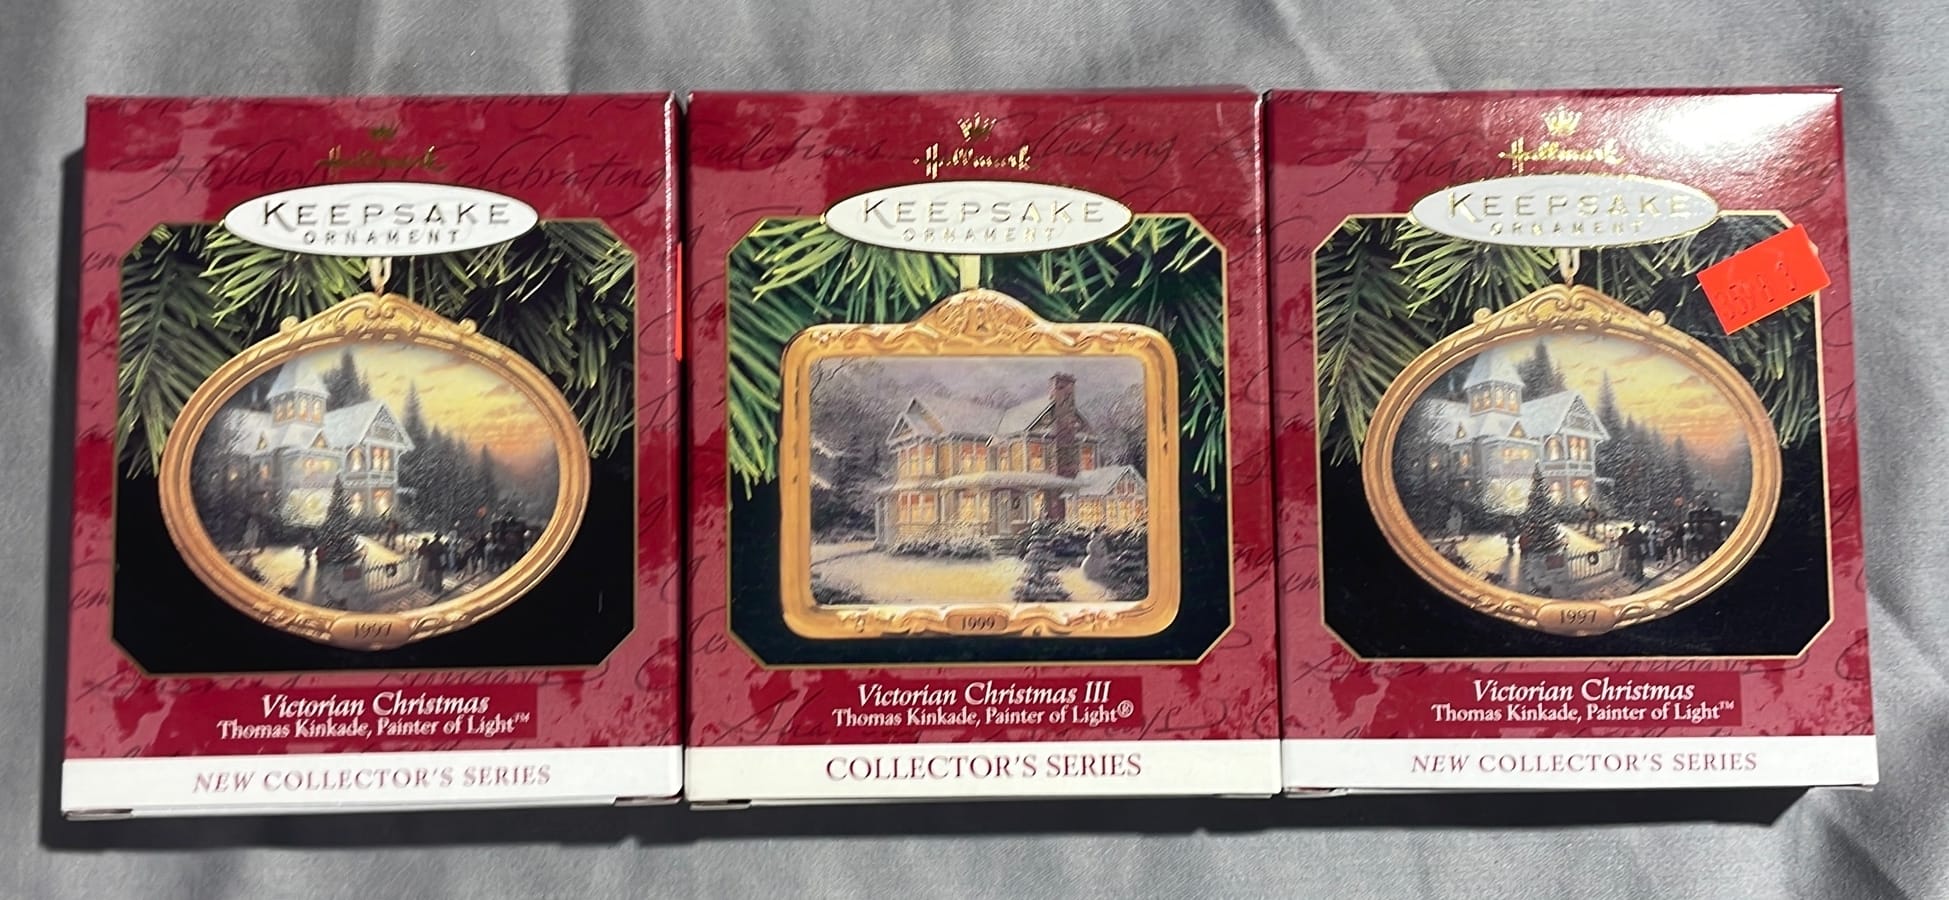 Hallmark
KEEPSAKE
ORNAMENT
1997
Victorian Christmas
Thomas Kinkade, Painter of Light™
NEW COLLECTOR'S SERIES
Hallmark
KEEPSAKE
ORNAMENT
1999
Victorian Christmas III
Thomas Kinkade, Painter of Light®
COLLECTOR'S SERIES
Hallmark
KEEPSAKE
ORNAMENT
1997
Victorian Christmas
Thomas Kinkade, Painter of Light™
NEW COLLECTOR'S SERIES